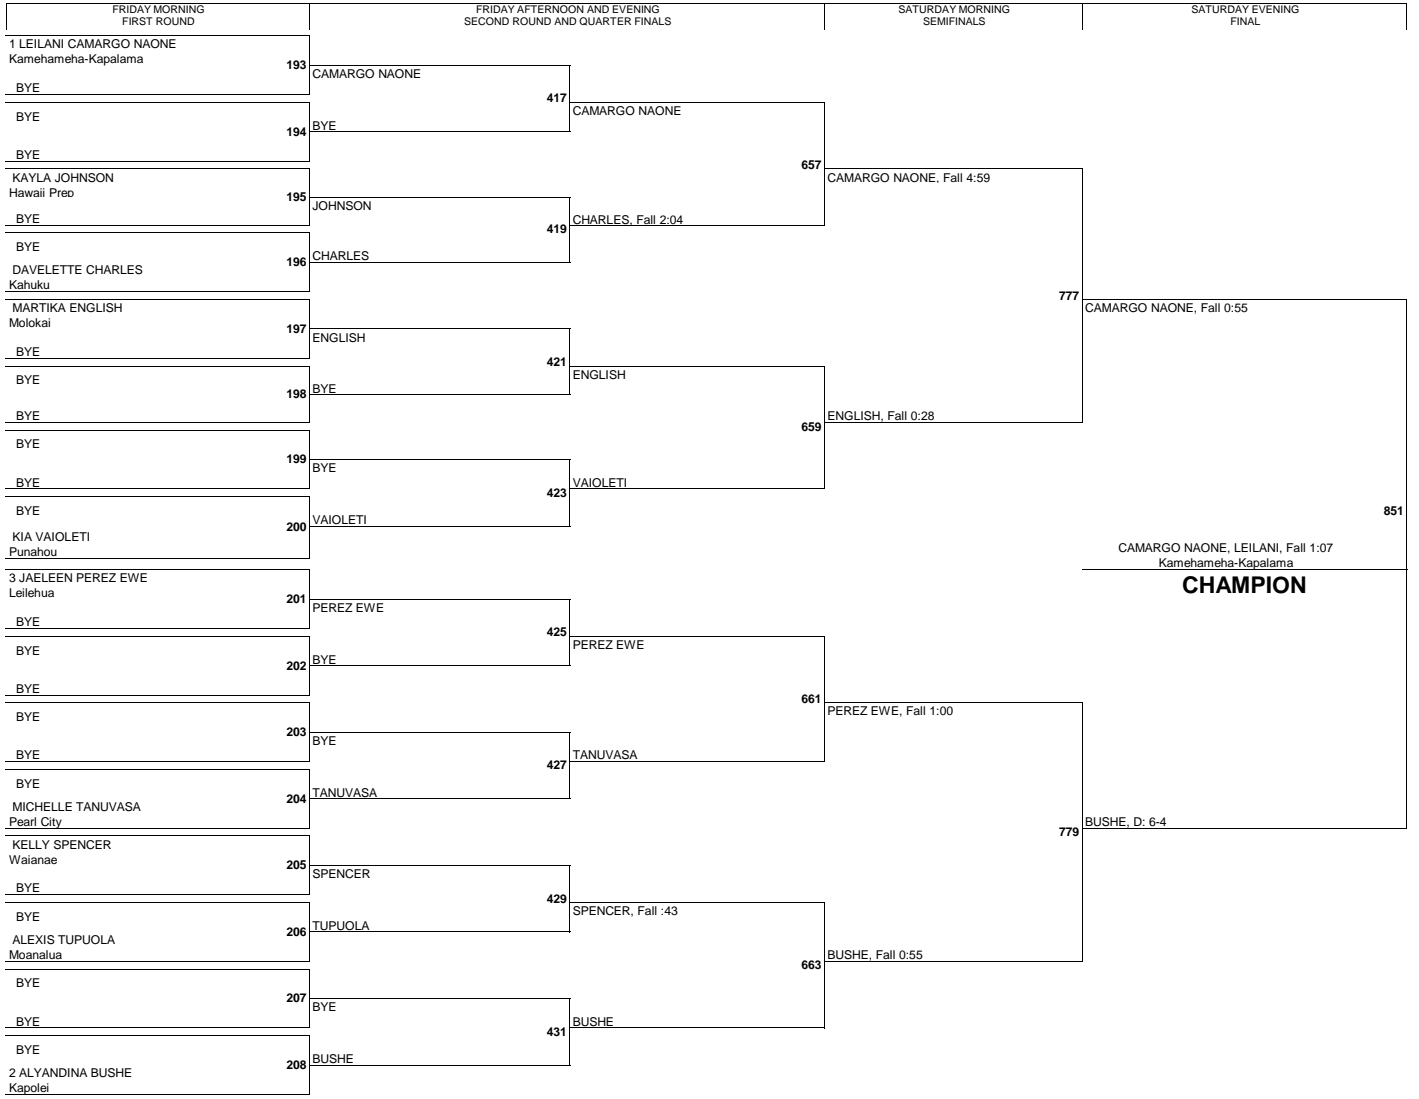 FRIDAY MORNING
FIRST ROUND
FRIDAY AFTERNOON AND EVENING
SECOND ROUND AND QUARTER FINALS
SATURDAY MORNING
SEMIFINALS
SATURDAY EVENING
FINAL
1 LEILANI CAMARGO NAONE
Kamehameha-Kapalama
193
BYE
BYE
194
BYE
KAYLA JOHNSON
Hawaii Prep
195
BYE
BYE
196
DAVELETTE CHARLES
Kahuku
MARTIKA ENGLISH
Molokai
197
BYE
BYE
198
BYE
BYE
199
BYE
BYE
200
KIA VAIOLETI
Punahou
3 JAELEEN PEREZ EWE
Leilehua
201
BYE
BYE
202
BYE
BYE
203
BYE
BYE
204
MICHELLE TANUVASA
Pearl City
KELLY SPENCER
Waianae
205
BYE
BYE
206
ALEXIS TUPUOLA
Moanalua
BYE
207
BYE
BYE
208
2 ALYANDINA BUSHE
Kapolei
CAMARGO NAONE
417
BYE
JOHNSON
419
CHARLES
ENGLISH
421
BYE
BYE
423
VAIOLETI
PEREZ EWE
425
BYE
BYE
427
TANUVASA
SPENCER
429
TUPUOLA
BYE
431
BUSHE
CAMARGO NAONE
657
CHARLES, Fall 2:04
ENGLISH
659
VAIOLETI
PEREZ EWE
661
TANUVASA
SPENCER, Fall :43
663
BUSHE
CAMARGO NAONE, Fall 4:59
777
ENGLISH, Fall 0:28
PEREZ EWE, Fall 1:00
779
BUSHE, Fall 0:55
CAMARGO NAONE, Fall 0:55
851
CAMARGO NAONE, LEILANI, Fall 1:07
Kamehameha-Kapalama
CHAMPION
BUSHE, D: 6-4